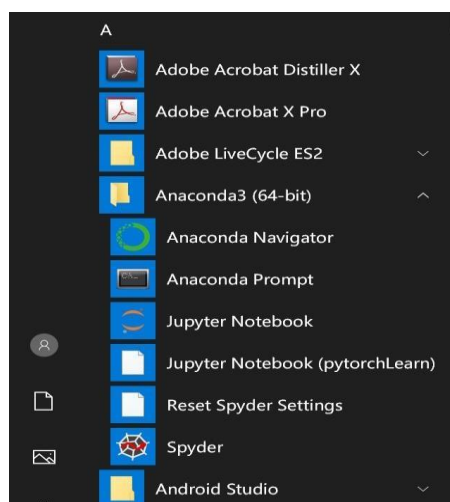 A
Adobe Acrobat Distiller X
Adobe Acrobat X Pro
Adobe LiveCycle ES2
Anaconda3 (64-bit)
Anaconda Navigator
Anaconda Prompt
Jupyter Notebook
Jupyter Notebook (pytorchLearn)
Reset Spyder Settings
Spyder
Android Studio